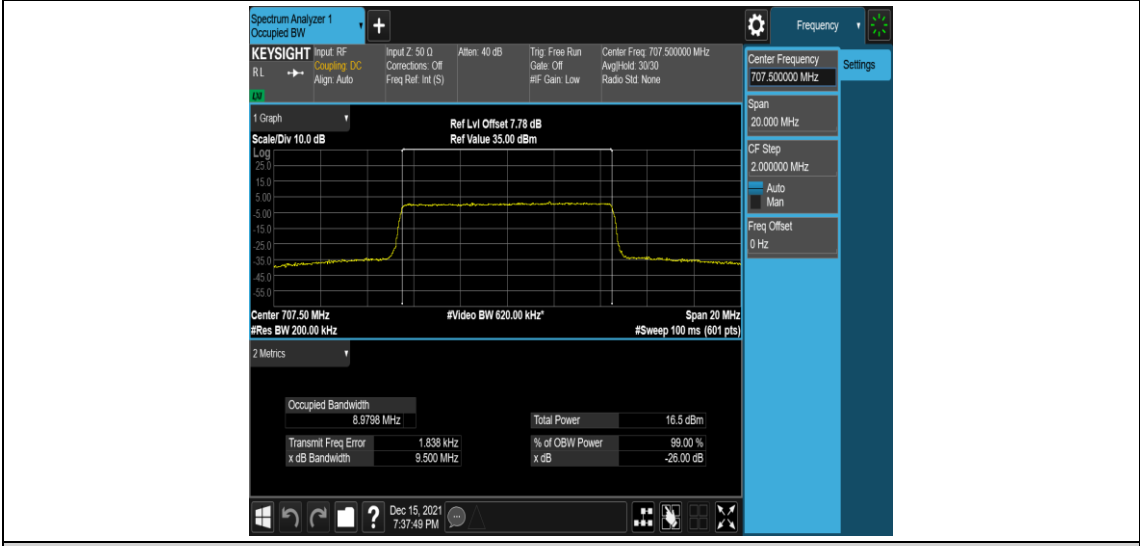 Spectrum Analyzer 1
Occupied BW
+
Frequency
KEYSIGHT
RL
LXI
Input: RF
Coupling: DC
Align: Auto
Input Z: 50 Ω
Corrections: Off
Freq Ref: Int (S)
Atten: 40 dB
Trig: Free Run
Gate: Off
#IF Gain: Low
Center Freq: 707.500000 MHz
Avg|Hold: 30/30
Radio Std: None
Center Frequency
707.500000 MHz
Settings
Span
20.000 MHz
CF Step
2.000000 MHz
Auto
Man
Freq Offset
0 Hz
1 Graph
Scale/Div 10.0 dB
Ref Lvl Offset 7.78 dB
Ref Value 35.00 dBm
Log
25.0
15.0
5.00
-5.00
-15.0
-25.0
-35.0
-45.0
-55.0
Center 707.50 MHz
#Video BW 620.00 kHz*
Span 20 MHz
#Res BW 200.00 kHz
#Sweep 100 ms (601 pts)
2 Metrics
Occupied Bandwidth
8.9798 MHz
Total Power 16.5 dBm
Transmit Freq Error 1.838 kHz
% of OBW Power 99.00 %
x dB Bandwidth 9.500 MHz
x dB -26.00 dB
?
Dec 15, 2021
7:37:49 PM